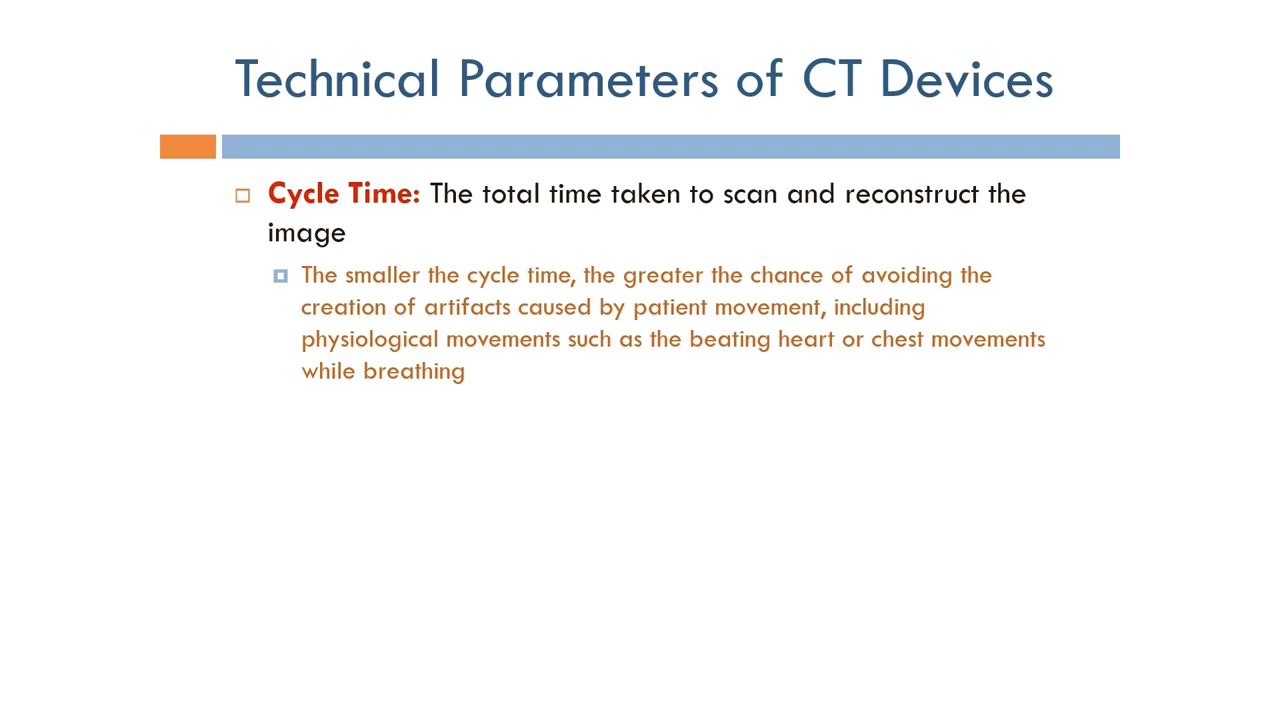 Technical Parameters of CT Devices
Cycle Time: The total time taken to scan and reconstruct the
image
The smaller the cycle time, the greater the chance of avoiding the
creation of artifacts caused by patient movement, including
physiological movements such as the beating heart or chest movements
while breathing